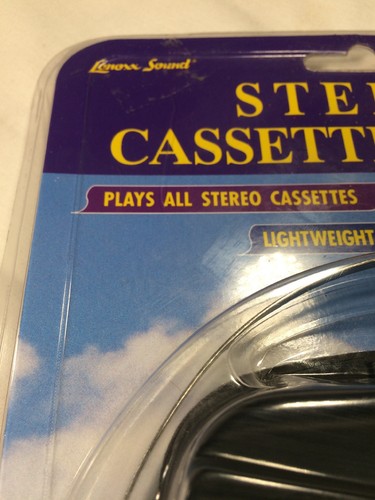 Lenoxx Sound
STE
CASSETT
PLAYS ALL STEREO CASSETTES
LIGHTWEIGHT